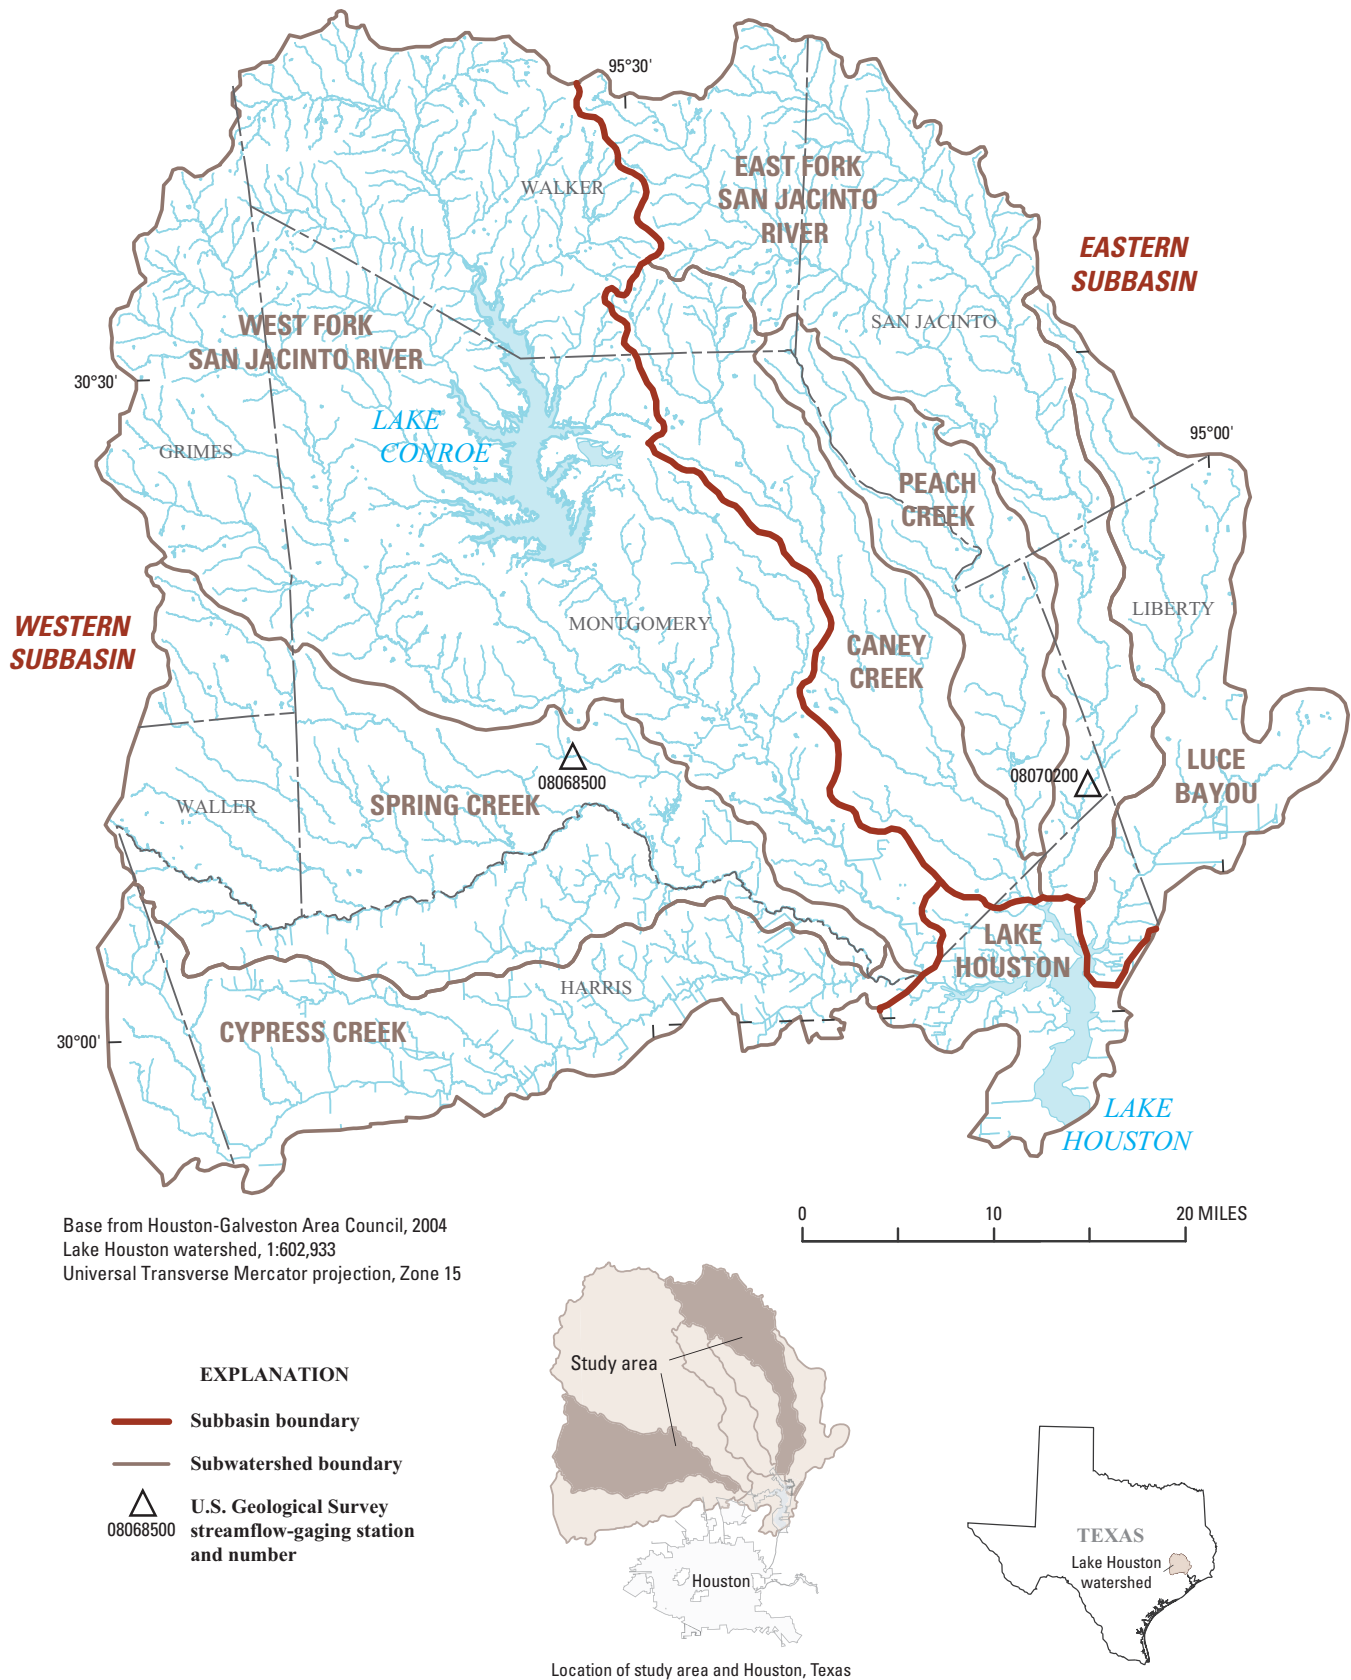 95°30'
WALKER
EAST FORK
SAN JACINTO
RIVER
EASTERN
SUBBASIN
SAN JACINTO
WEST FORK
SAN JACINTO RIVER
30°30'
LAKE
CONROE
GRIMES
95°00'
PEACH
CREEK
WESTERN
SUBBASIN
MONTGOMERY
LIBERTY
CANEY
CREEK
08068500
08070200
LUCE
BAYOU
WALLER
SPRING CREEK
LAKE
HOUSTON
HARRIS
CYPRESS CREEK
30°00'
LAKE
HOUSTON
Base from Houston-Galveston Area Council, 2004
Lake Houston watershed, 1:602,933
Universal Transverse Mercator projection, Zone 15
0 10 20 MILES
EXPLANATION
Subbasin boundary
Subwatershed boundary
08068500
U.S. Geological Survey
streamflow-gaging station
and number
Study area
Houston
Location of study area and Houston, Texas
TEXAS
Lake Houston
watershed